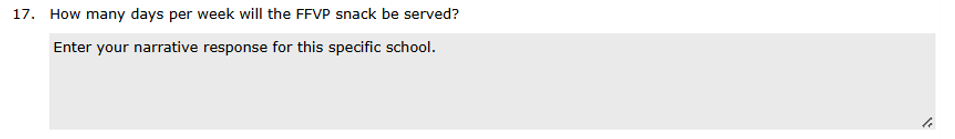 17. How many days per week will the FFVP snack be served?
Enter your narrative response for this specific school.